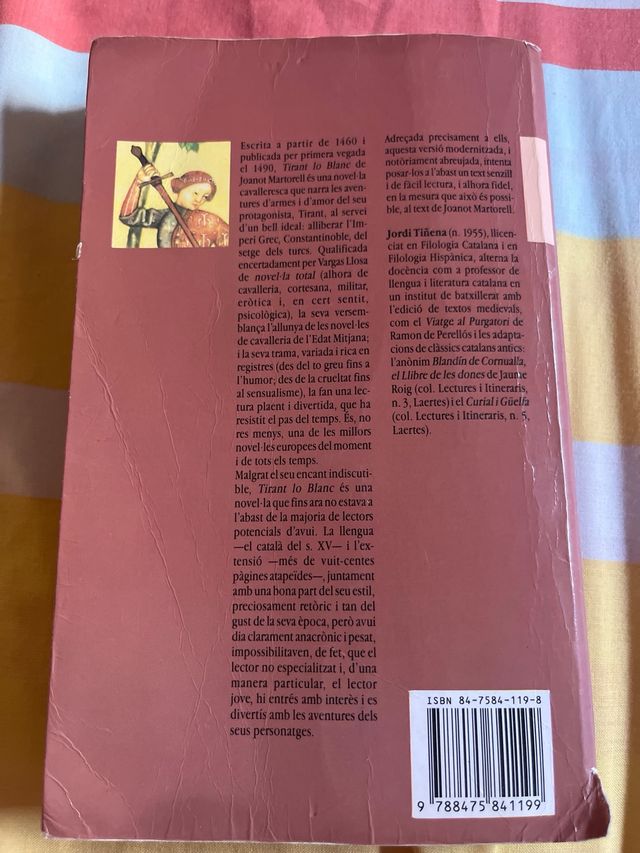 Escrita a partir de 1460 i
publicada per primera vegada
el 1490, Tirant lo Blanc de
Joanot Martorell és una novel·la
cavalleresca que narra les aven-
tures d'armes i d'amor del seu
protagonista, Tirant, al servei
d'un bell ideal: alliberar l'Im-
peri Grec, Constantinoble, del
setge dels turcs. Qualificada
encertadament per Vargas Llosa
de novel·la total (alhora de
cavalleria, cortesana, militar,
eròtica i, en cert sentit,
psicològica), la seva versem-
blança l'allunya de les novel·les
de cavalleria de l'Edat Mitjana;
i la seva trama, variada i rica en
registres (des del to greu fins a
l'humor; des de la crueltat fins
al sensualisme), la fan una lec-
tura plaent i divertida, que ha
resistit el pas del temps. És, no
res menys, una de les millors
novel·les europees del moment
i de tots els temps.
Malgrat el seu encant indiscuti-
ble, Tirant lo Blanc és una
novel·la que fins ara no estava a
l'abast de la majoria de lectors
potencials d'avui. La llengua
—el català del s. XV— i l'ex-
tensió —més de vuit-centes
pàgines atapeïdes—, juntament
amb una bona part del seu estil,
preciosament retòric i tan del
gust de la seva època, però avui
dia clarament anacrònic i pesat,
impossibilitaven, de fet, que el
lector no especialitzat i, d'una
manera particular, el lector
jove, hi entrés amb interès i es
divertís amb les aventures dels
seus personatges.
Adreçada precisament a ells,
aquesta versió modernitzada, i
notòriament abreujada, intenta
posar-los a l'abast un text senzill
i de fàcil lectura, i alhora fidel,
en la mesura que això és possi-
ble, al text de Joanot Martorell.
Jordi Tiñena (n. 1955), llicen-
ciat en Filologia Catalana i en
Filologia Hispànica, alterna la
docència com a professor de
llengua i literatura catalana en
un institut de batxillerat amb
l'edició de textos medievals,
com el Viatge al Purgatori de
Ramon de Perellós i les adapta-
cions de clàssics catalans antics:
l'anònim Blandín de Cornualla,
el Llibre de les dones de Jaume
Roig (col. Lectures i Itineraris,
n. 3, Laertes) i el Curial i Güelfa
(col. Lectures i Itineraris, n. 5,
Laertes).
ISBN 84-7584-119-8
9 788475 841199